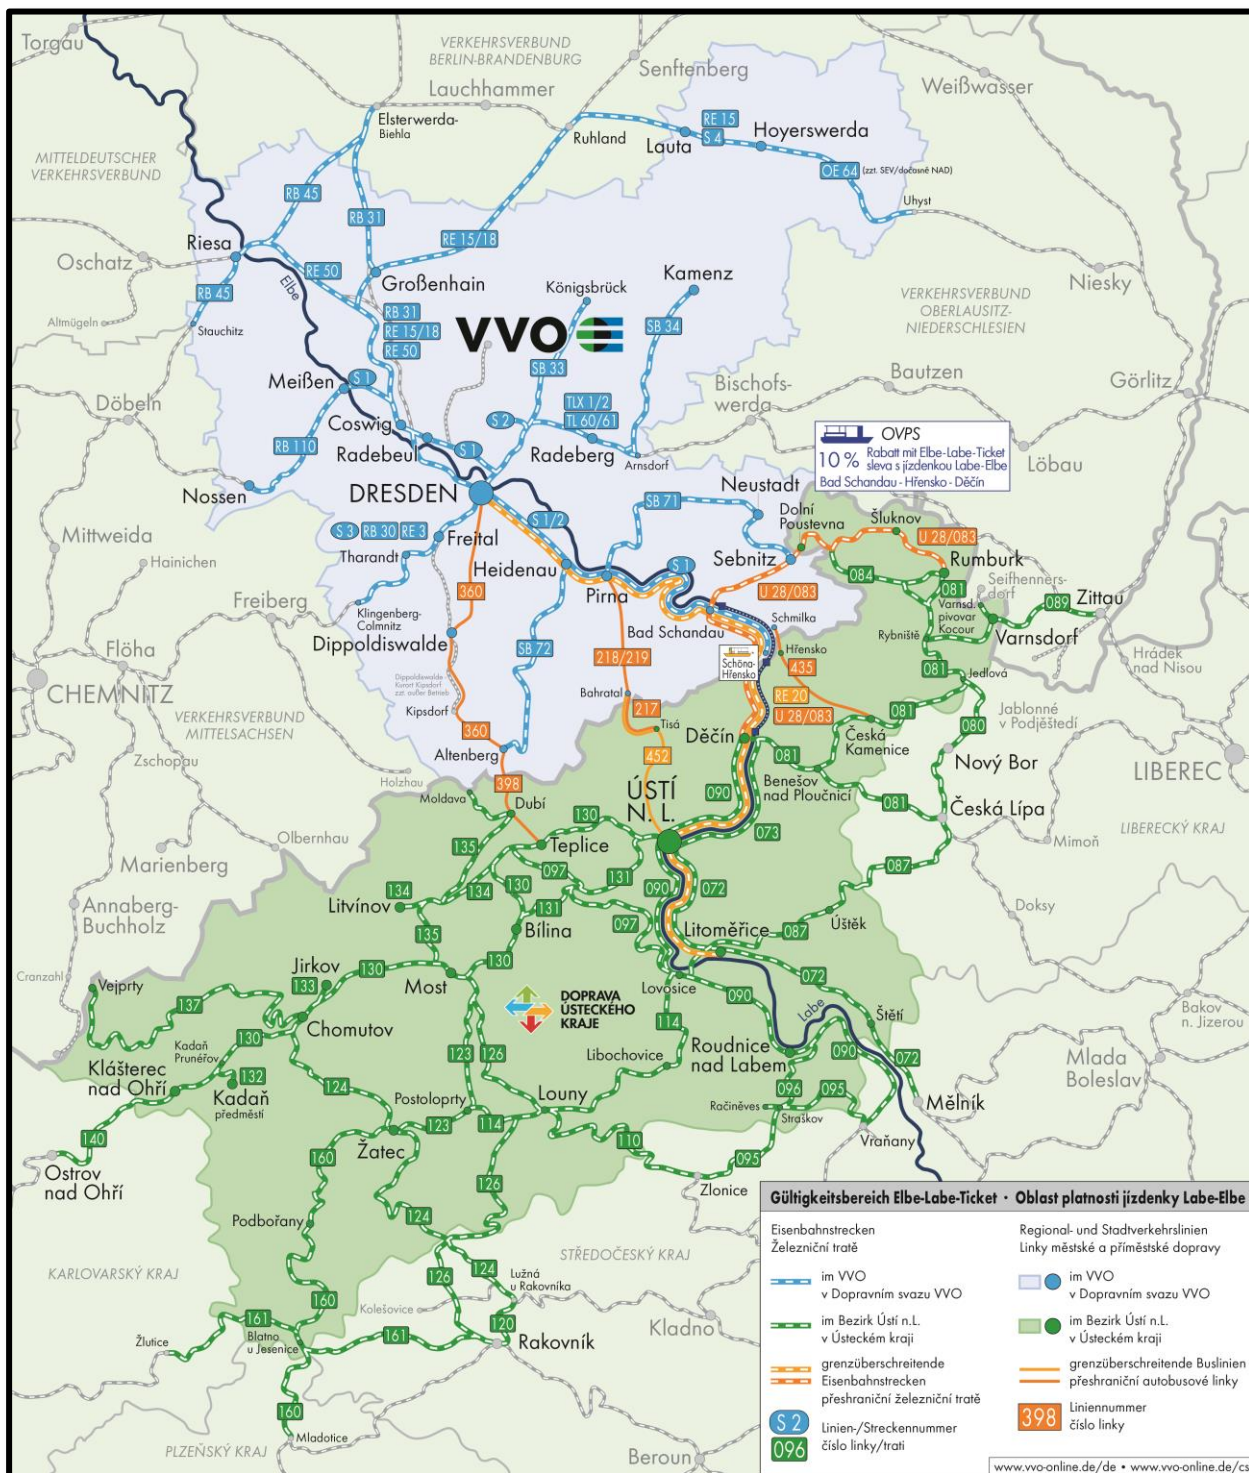 Torgau
VERKEHRSVERBUND
BERLIN-BRANDENBURG
Senftenberg
Weißwasser
Lauchhammer
Elsterwerda-
Biehla
Ruhland
RE 15
S 4
Lauta
Hoyerswerda
OE 64
(zzt. SEV/dočasně NAD)
Uhyst
MITTELDEUTSCHER
VERKEHRSVERBUND
RB 45
RB 31
RE 15/18
Riesa
Oschatz
RE 50
Elbe
RB 45
Großenhain
Altmügeln
Stauchitz
Königsbrück
Kamenz
Niesky
VERKEHRSVERBUND
OBERLAUSITZ-
NIEDERSCHLESIEN
RB 31
RE 15/18
RE 50
VVO
SB 34
SB 33
Meißen
S 1
Döbeln
Coswig
RB 110
Radebeul
S 1
S 2
TLX 1/2
TL 60/61
Radeberg
Arnsdorf
Bischofs-
werda
Bautzen
Görlitz
Löbau
OVPS
10 %
Rabatt mit Elbe-Labe-Ticket
sleva s jízdenkou Labe-Elbe
Bad Schandau - Hřensko - Děčín
Nossen
DRESDEN
Neustadt
SB 71
S 1/2
Dolní
Poustevna
Šluknov
U 28/083
Mittweida
Hainichen
S 3
RB 30
RE 3
Freital
Tharandt
Heidenau
Pirna
S 1
Sebnitz
Rumburk
084
081
Seifhenners-
dorf
089
Zittau
U 28/083
Freiberg
360
Klingenberg-
Colmnitz
Dippoldiswalde
Bad Schandau
Schmilka
Varnsd.
pivovar
Kocour
Varnsdorf
Rybniště
Flöha
CHEMNITZ
SB 72
218/219
Schöna-
Hřensko
Hřensko
435
081
Jedlová
Hrádek
nad Nisou
Dippoldiswalde
Kurort Kipsdorf
zzt. außer Betrieb
Kipsdorf
Bahratal
217
Tisá
RE 20
U 28/083
081
080
Jablonné
v Podještědí
VERKEHRSVERBUND
MITTELSACHSEN
360
Altenberg
452
Děčín
081
Česká
Kamenice
Nový Bor
LIBEREC
Zschopau
Holzhau
398
ÚSTÍ
N. L.
090
Benešov
nad Ploučnicí
081
Česká Lípa
Moldava
Dubí
130
073
Mimoň
LIBERECKÝ KRAJ
Olbernhau
Marienberg
135
Teplice
097
131
090
072
087
134
134
130
Litvínov
131
097
Annaberg-
Buchholz
Bílina
Litoměřice
087
Úštěk
Doksy
135
130
Cranzahl
Vejprty
Jirkov
130
133
Most
DOPRAVA
ÚSTECKÉHO
KRAJE
Lovosice
090
072
Labe
137
Chomutov
114
Štětí
Bakov
n. Jizerou
Kadaň
Prunéřov
130
Klášterec
nad Ohří
132
Kadaň
předměstí
123
126
Libochovice
Roudnice
nad Labem
090
072
Mlada
Boleslav
124
096
095
Mělník
Postoloprty
Louny
Račiněves
Straškov
140
123
114
Vraňany
Žatec
110
Ostrov
nad Ohří
160
095
126
Zlonice
Podbořany
124
STŘEDOČESKÝ KRAJ
KARLOVARSKÝ KRAJ
126
124
Lužná
u Rakovníka
Kolešovice
160
120
Kladno
161
161
Rakovník
Žlutice
Blatno
u Jesenice
160
Mladotice
PLZEŇSKÝ KRAJ
Beroun
Gültigkeitsbereich Elbe-Labe-Ticket · Oblast platnosti jízdenky Labe-Elbe
Eisenbahnstrecken
Železniční tratě
im VVO
v Dopravním svazu VVO
im Bezirk Ústí n.L.
v Ústeckém kraji
grenzüberschreitende
Eisenbahnstrecken
přeshraniční železniční tratě
S 2
096
Linien-/Streckennummer
číslo linky/trati
Regional- und Stadtverkehrslinien
Linky městské a příměstské dopravy
im VVO
v Dopravním svazu VVO
im Bezirk Ústí n.L.
v Ústeckém kraji
grenzüberschreitende Buslinien
přeshraniční autobusové linky
398
Liniennummer
číslo linky
www.vvo-online.de/de • www.vvo-online.de/cs